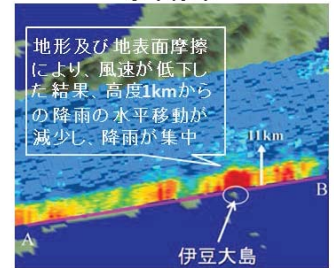 地形及び地表面摩擦
により、風速が低下し
た結果、高度1kmから
の降雨の水平移動が
減少し、降雨が集中
11km
B
A
伊豆大島